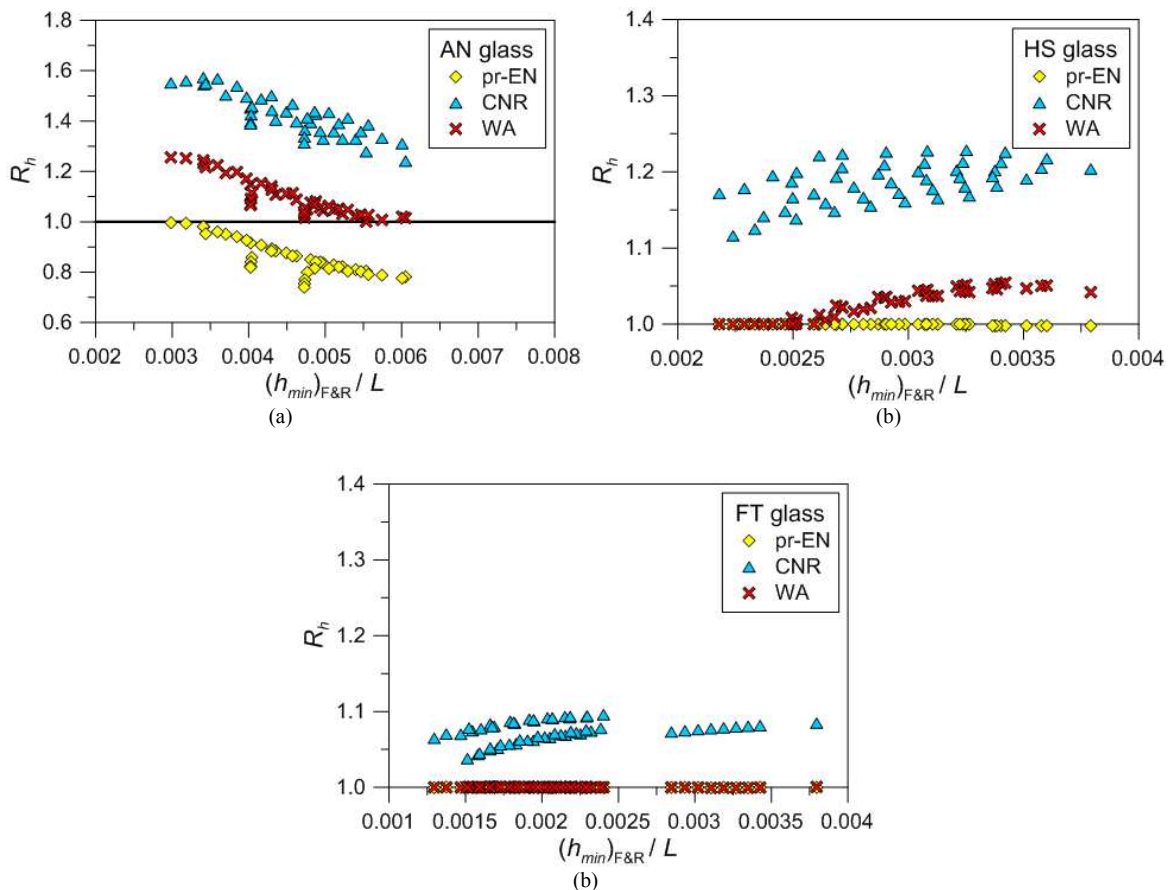 1.8
1.6
1.4
1.2
1.0
0.8
0.6
R_h
AN glass
pr-EN
CNR
WA
0.002 0.003 0.004 0.005 0.006 0.007 0.008
(h_min)_F&R / L
(a)
1.4
1.3
1.2
1.1
1.0
R_h
HS glass
pr-EN
CNR
WA
0.002 0.0025 0.003 0.0035 0.004
(h_min)_F&R / L
(b)
1.4
1.3
1.2
1.1
1.0
R_h
FT glass
pr-EN
CNR
WA
0.001 0.0015 0.002 0.0025 0.003 0.0035 0.004
(h_min)_F&R / L
(b)